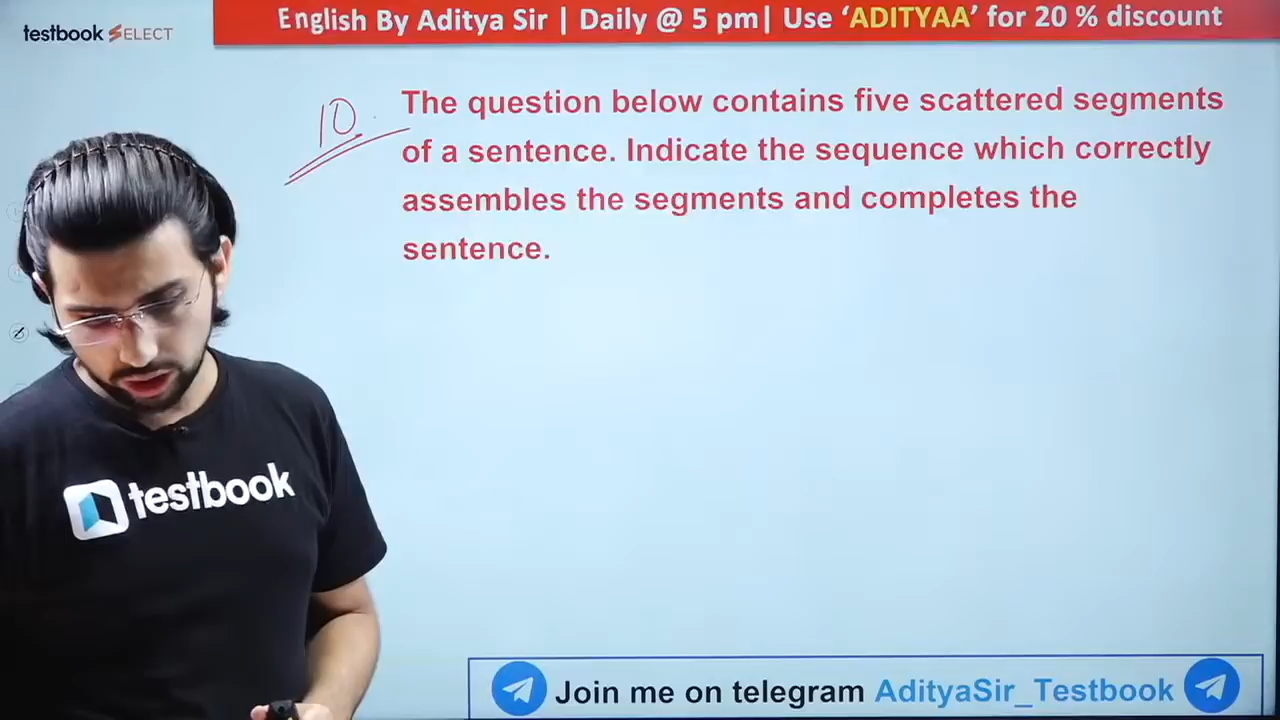 testbook SELECT
English By Aditya Sir | Daily @ 5 pm| Use ‘ADITYAA’ for 20 % discount
10
The question below contains five scattered segments
of a sentence. Indicate the sequence which correctly
assembles the segments and completes the
sentence.
testbook
Join me on telegram AdityaSir_Testbook